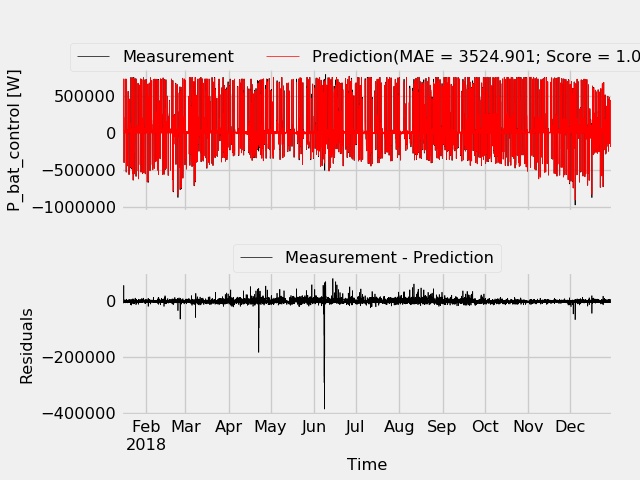 Measurement
Prediction(MAE = 3524.901; Score = 1.0
P_bat_control [W]
500000
0
−500000
−1000000
Measurement - Prediction
Residuals
0
−200000
−400000
Feb Mar Apr May Jun Jul Aug Sep Oct Nov Dec
2018
Time